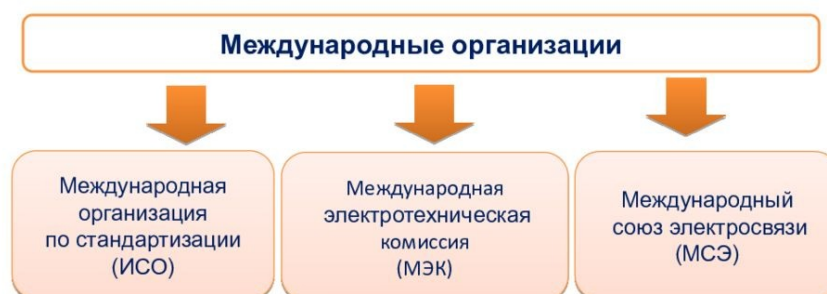 Международные организации
Международная
организация
по стандартизации
(ИСО)
Международная
электротехническая
комиссия
(МЭК)
Международный
союз электросвязи
(МСЭ)